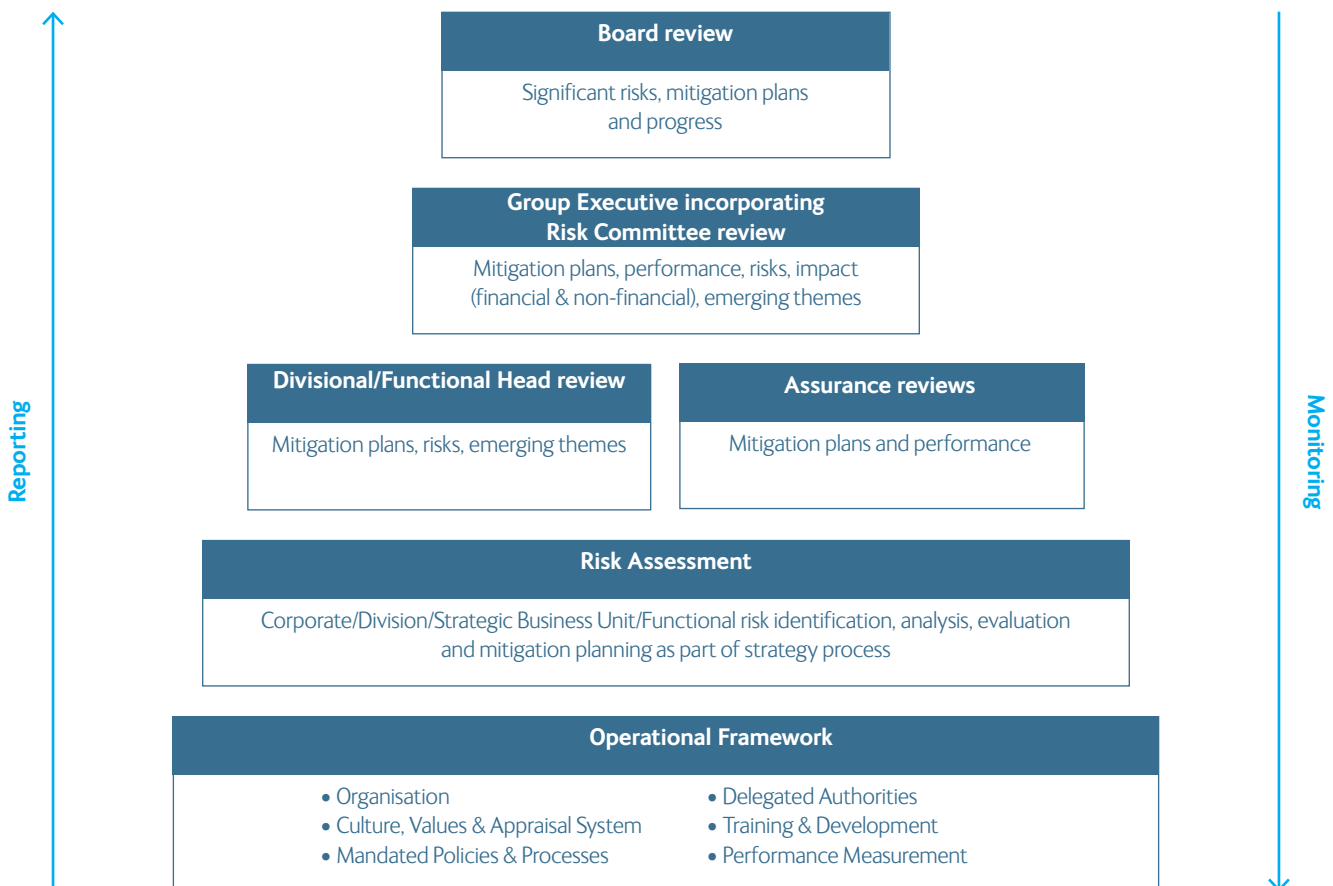 Board review
Significant risks, mitigation plans
and progress
Group Executive incorporating
Risk Committee review
Mitigation plans, performance, risks, impact
(financial & non-financial), emerging themes
Divisional/Functional Head review
Mitigation plans, risks, emerging themes
Assurance reviews
Mitigation plans and performance
Reporting
Monitoring
Risk Assessment
Corporate/Division/Strategic Business Unit/Functional risk identification, analysis, evaluation
and mitigation planning as part of strategy process
Operational Framework
• Organisation
• Culture, Values & Appraisal System
• Mandated Policies & Processes
• Delegated Authorities
• Training & Development
• Performance Measurement